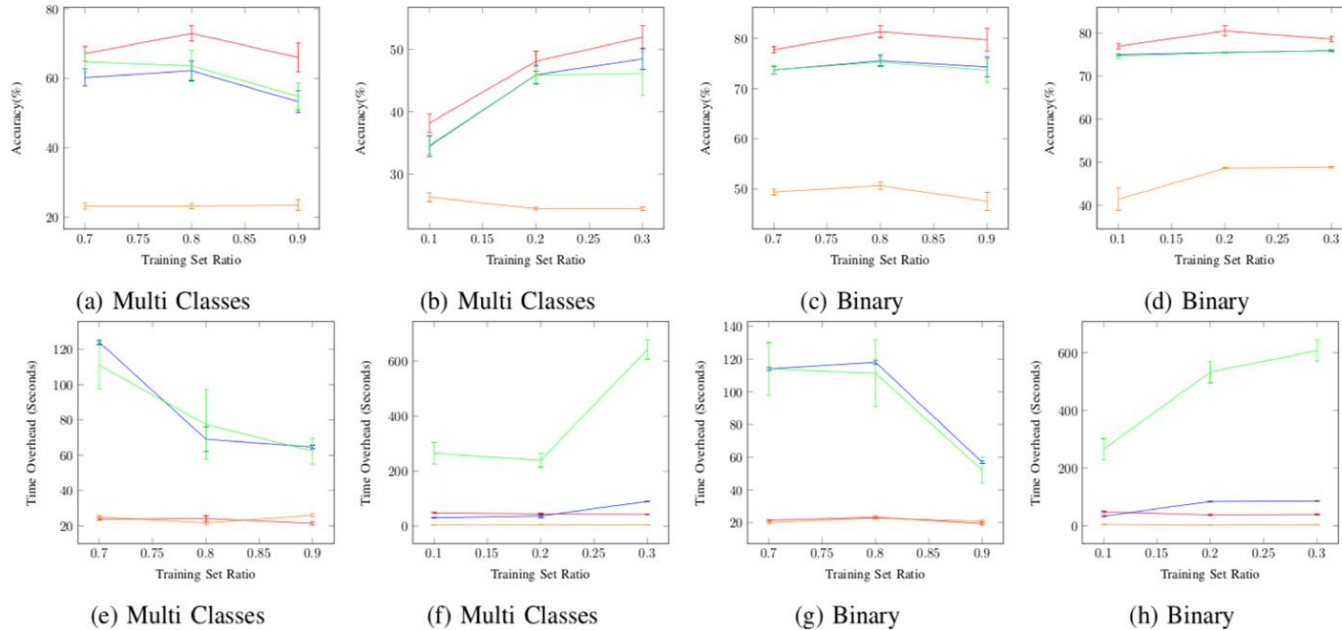 80
60
40
20
Accuracy(%)
0.7 0.75 0.8 0.85 0.9
Training Set Ratio
(a) Multi Classes
50
40
30
Accuracy(%)
0.1 0.15 0.2 0.25 0.3
Training Set Ratio
(b) Multi Classes
80
70
60
50
Accuracy(%)
0.7 0.75 0.8 0.85 0.9
Training Set Ratio
(c) Binary
80
70
60
50
40
Accuracy(%)
0.1 0.15 0.2 0.25 0.3
Training Set Ratio
(d) Binary
120
100
80
60
40
20
Time Overhead (Seconds)
0.7 0.75 0.8 0.85 0.9
Training Set Ratio
(e) Multi Classes
600
400
200
0
Time Overhead (Seconds)
0.1 0.15 0.2 0.25 0.3
Training Set Ratio
(f) Multi Classes
140
120
100
80
60
40
20
Time Overhead (Seconds)
0.7 0.75 0.8 0.85 0.9
Training Set Ratio
(g) Binary
600
400
200
0
Time Overhead (Seconds)
0.1 0.15 0.2 0.25 0.3
Training Set Ratio
(h) Binary